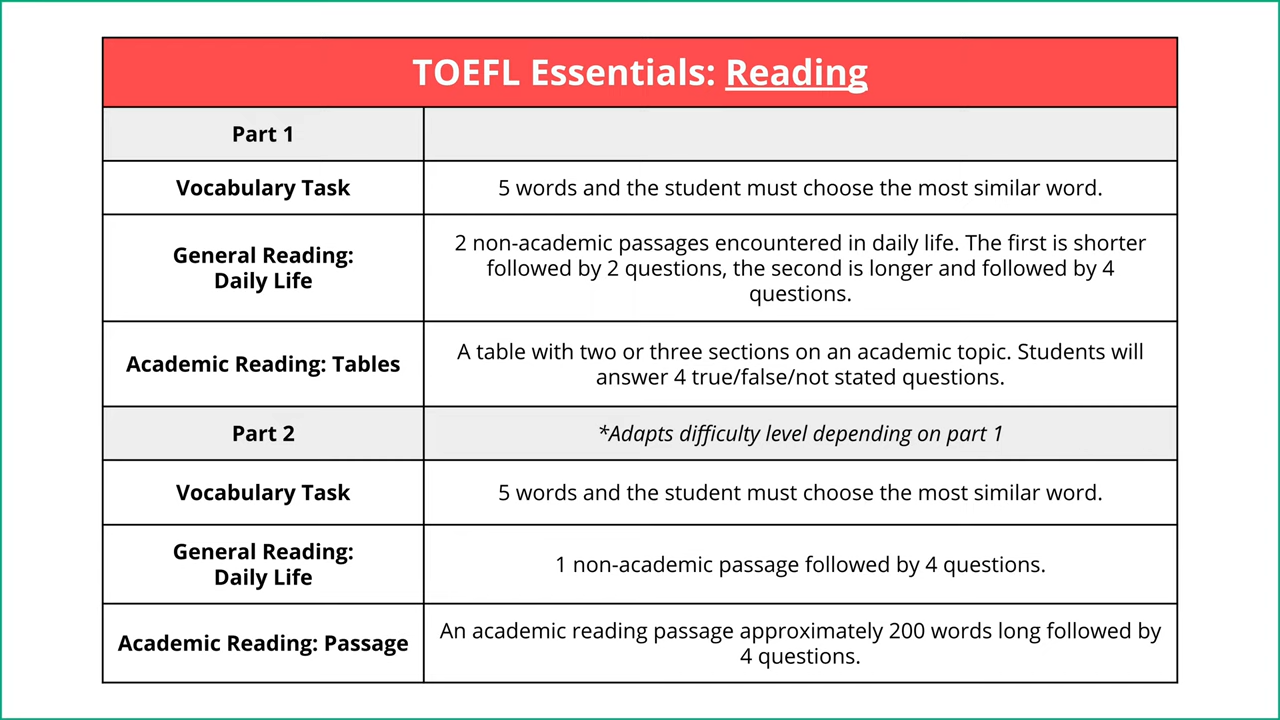 TOEFL Essentials: Reading
Part 1
Vocabulary Task
5 words and the student must choose the most similar word.
General Reading:
Daily Life
2 non-academic passages encountered in daily life. The first is shorter
followed by 2 questions, the second is longer and followed by 4
questions.
Academic Reading: Tables
A table with two or three sections on an academic topic. Students will
answer 4 true/false/not stated questions.
Part 2
*Adapts difficulty level depending on part 1
Vocabulary Task
5 words and the student must choose the most similar word.
General Reading:
Daily Life
1 non-academic passage followed by 4 questions.
Academic Reading: Passage
An academic reading passage approximately 200 words long followed by
4 questions.